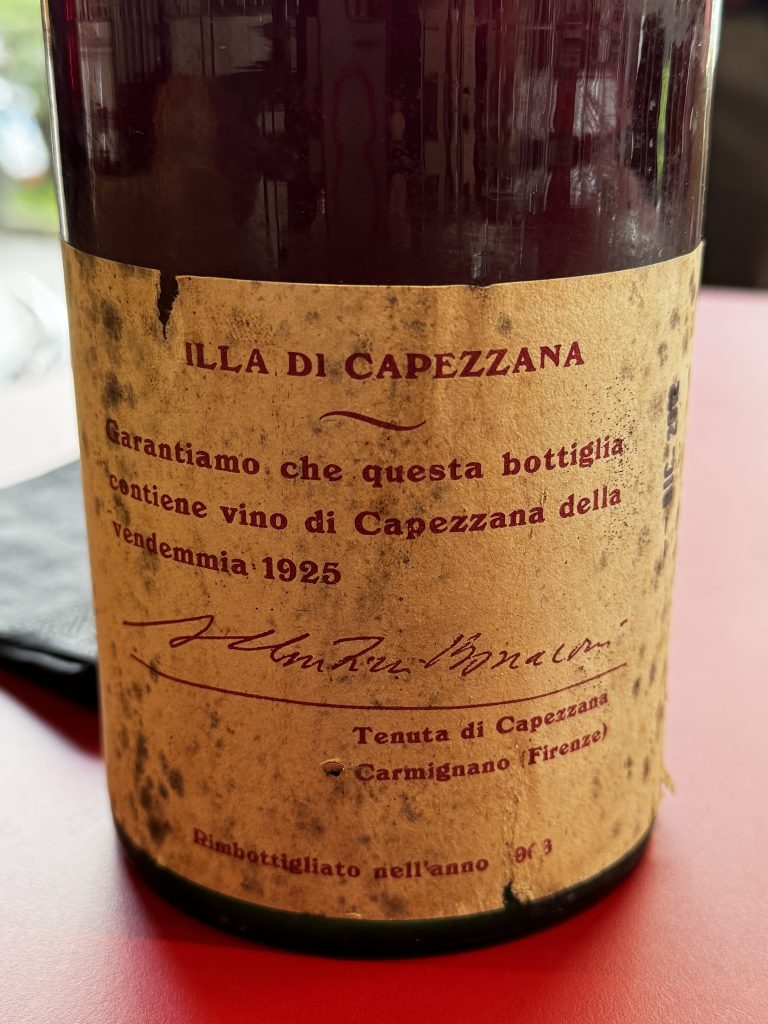 ILLA DI CAPEZZANA
Garantiamo che questa bottiglia
contiene vino di Capezzana della
vendemmia 1925
Tenuta di Capezzana
Carmignano (Firenze)
Rimbottigliato nell'anno